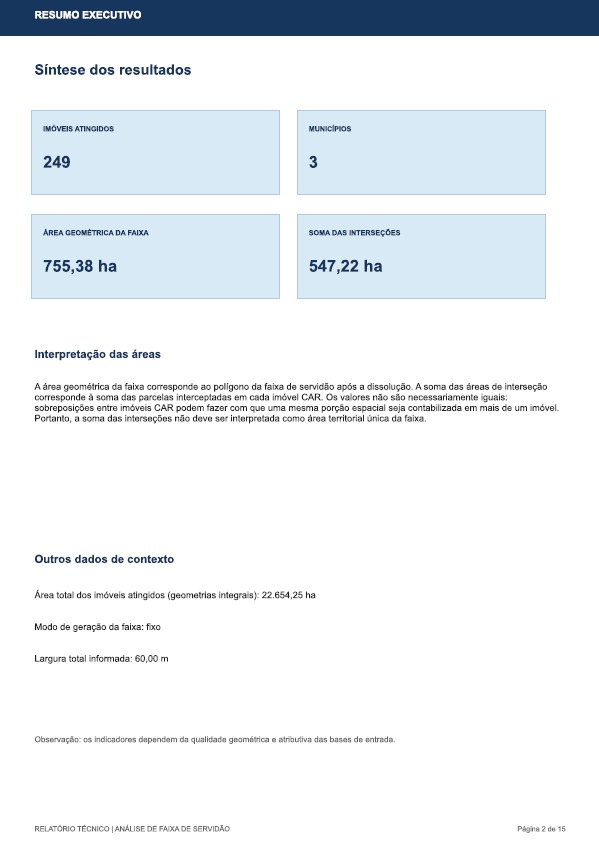 RESUMO EXECUTIVO
Síntese dos resultados
IMÓVEIS ATINGIDOS
249
MUNICÍPIOS
3
ÁREA GEOMÉTRICA DA FAIXA
755,38 ha
SOMA DAS INTERSEÇÕES
547,22 ha
Interpretação das áreas
A área geométrica da faixa corresponde ao polígono da faixa de servidão após a dissolução. A soma das áreas de interseção
corresponde à soma das parcelas interceptadas em cada imóvel CAR. Os valores não são necessariamente iguais:
sobreposições entre imóveis CAR podem fazer com que uma mesma porção espacial seja contabilizada em mais de um imóvel.
Portanto, a soma das interseções não deve ser interpretada como área territorial única da faixa.
Outros dados de contexto
Área total dos imóveis atingidos (geometrias integrais): 22.654,25 ha
Modo de geração da faixa: fixo
Largura total informada: 60,00 m
Observação: os indicadores dependem da qualidade geométrica e atributiva das bases de entrada.
RELATÓRIO TÉCNICO | ANÁLISE DE FAIXA DE SERVIDÃO
Página 2 de 15